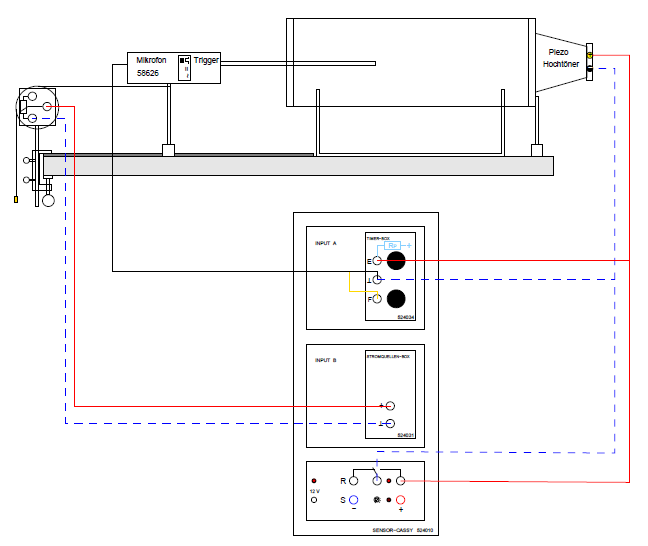 Mikrofon
Trigger
58626
Piezo
Hochtöner
INPUT A
TIMER-BOX
E
F
524034
INPUT B
STROMQUELLEN-BOX
+
524031
R
12 V
S
−
+
SENSOR-CASSY 524010